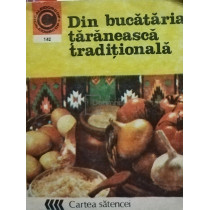 Din bucătăria
țărănească
tradițională
C
142
Cartea sătencei